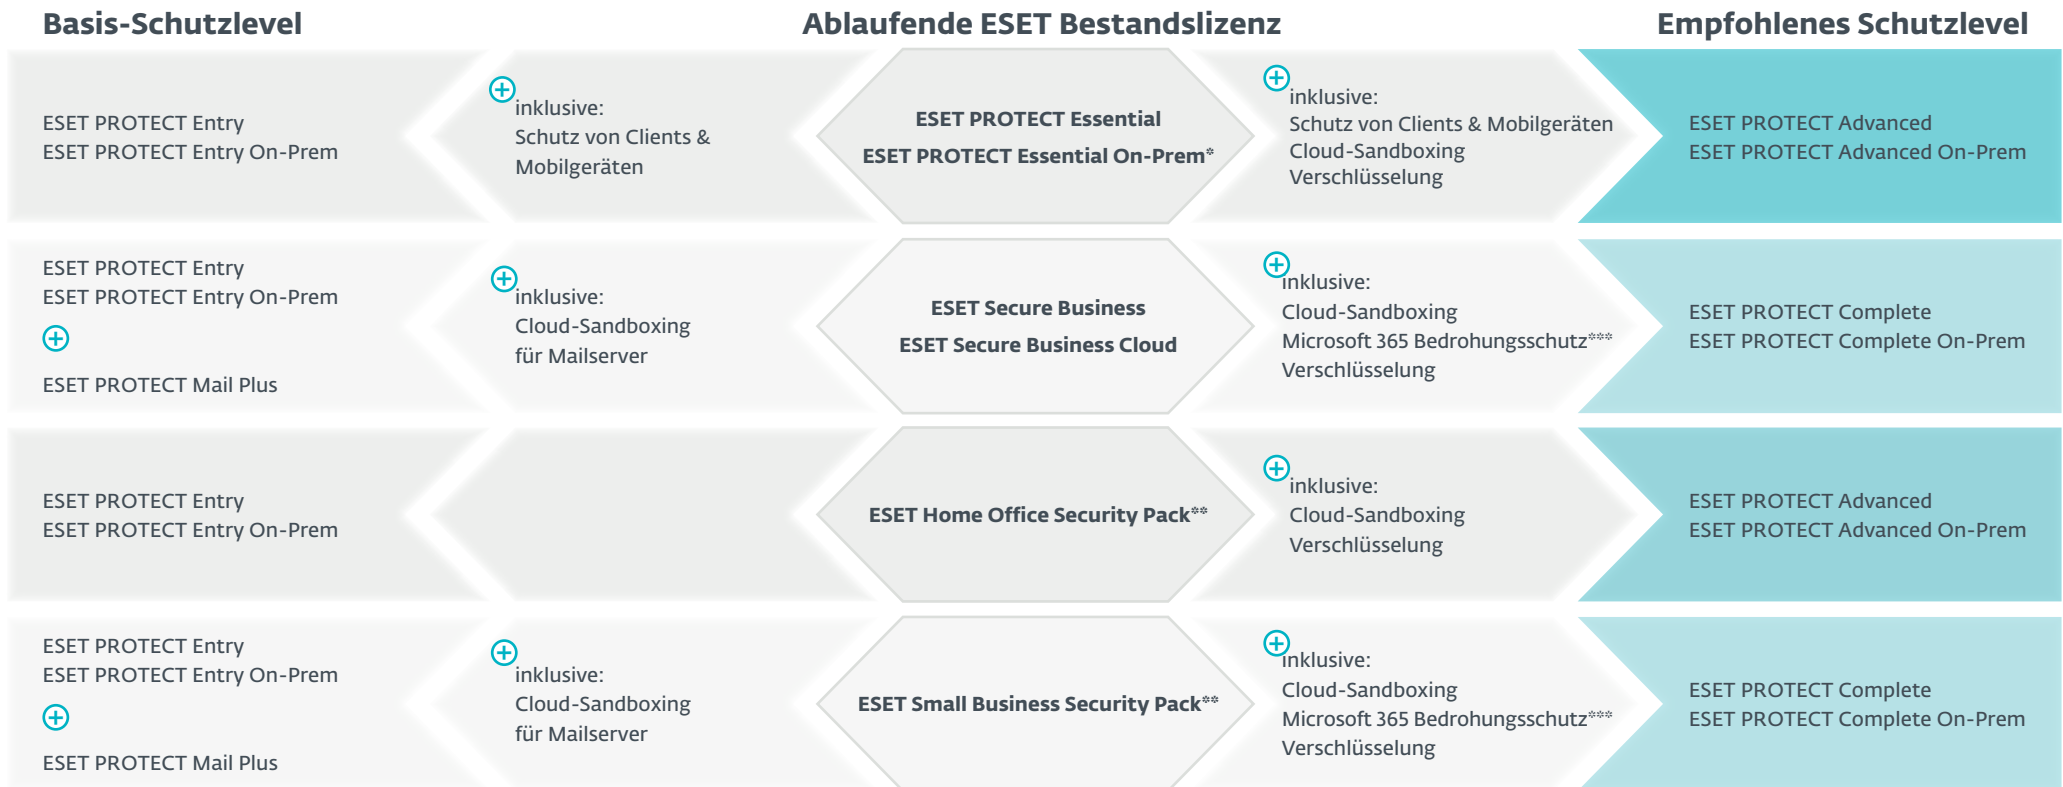 Basis-Schutzlevel
Ablaufende ESET Bestandslizenz
Empfohlenes Schutzlevel
ESET PROTECT Entry
ESET PROTECT Entry On-Prem
inklusive:
Schutz von Clients &
Mobilgeräten
ESET PROTECT Essential
ESET PROTECT Essential On-Prem*
inklusive:
Schutz von Clients & Mobilgeräten
Cloud-Sandboxing
Verschlüsselung
ESET PROTECT Advanced
ESET PROTECT Advanced On-Prem
ESET PROTECT Entry
ESET PROTECT Entry On-Prem
ESET PROTECT Mail Plus
inklusive:
Cloud-Sandboxing
für Mailserver
ESET Secure Business
ESET Secure Business Cloud
inklusive:
Cloud-Sandboxing
Microsoft 365 Bedrohungsschutz***
Verschlüsselung
ESET PROTECT Complete
ESET PROTECT Complete On-Prem
ESET PROTECT Entry
ESET PROTECT Entry On-Prem
ESET Home Office Security Pack**
inklusive:
Cloud-Sandboxing
Verschlüsselung
ESET PROTECT Advanced
ESET PROTECT Advanced On-Prem
ESET PROTECT Entry
ESET PROTECT Entry On-Prem
ESET PROTECT Mail Plus
inklusive:
Cloud-Sandboxing
für Mailserver
ESET Small Business Security Pack**
inklusive:
Cloud-Sandboxing
Microsoft 365 Bedrohungsschutz***
Verschlüsselung
ESET PROTECT Complete
ESET PROTECT Complete On-Prem